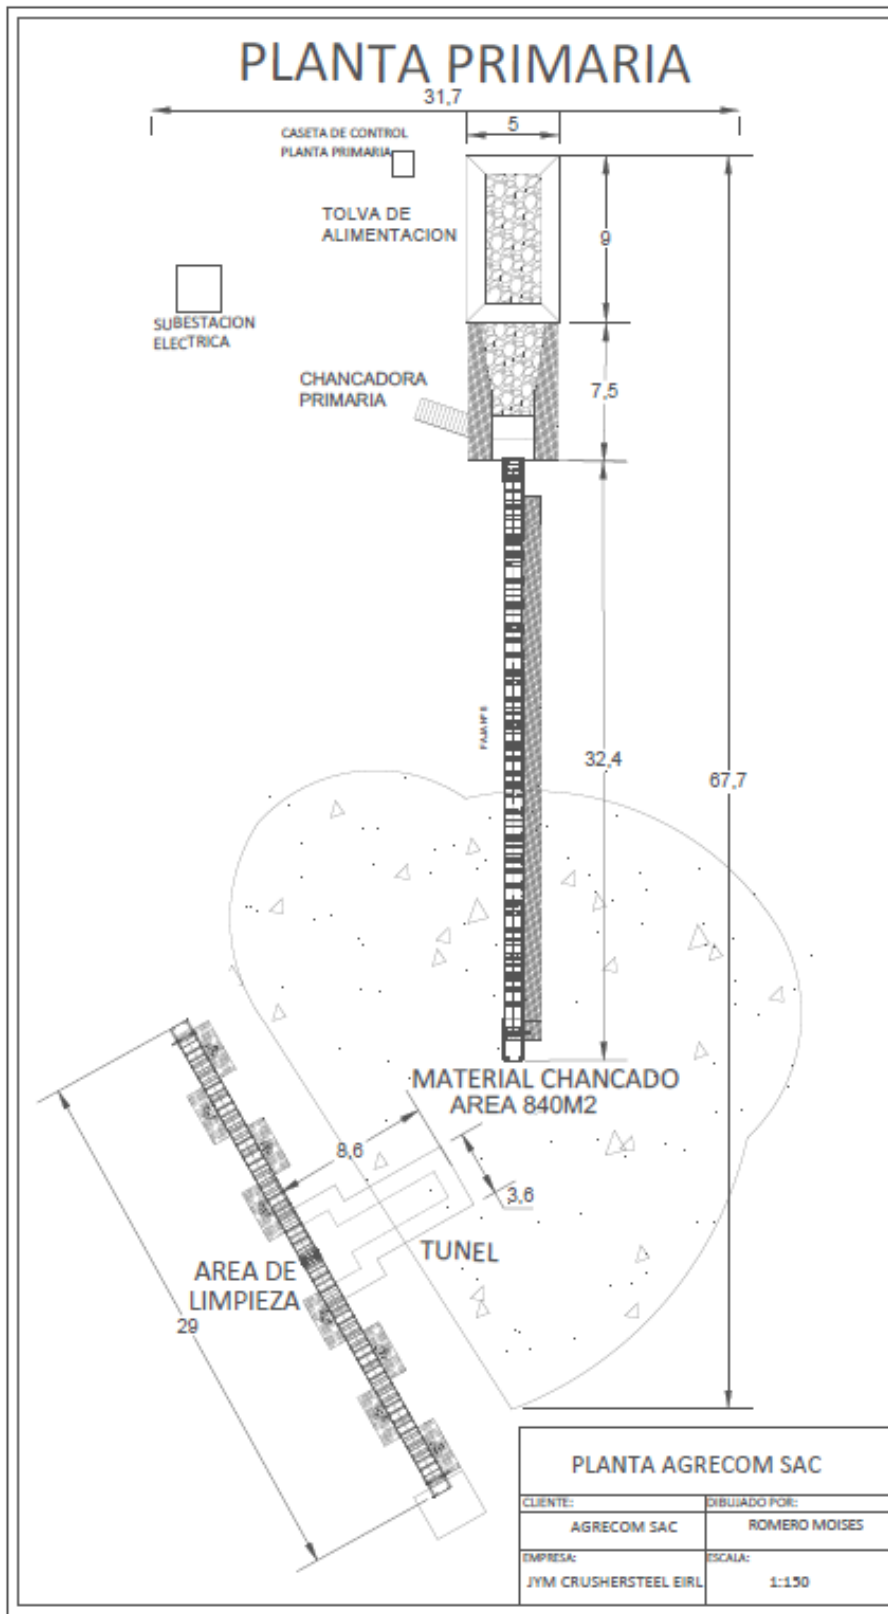 PLANTA PRIMARIA
31,7
5
CASETA DE CONTROL
PLANTA PRIMARIA
TOLVA DE
ALIMENTACION
9
SUBESTACION
ELECTRICA
CHANCADORA
PRIMARIA
7,5
32,4
67,7
MATERIAL CHANCADO
AREA 840M2
8,6
3,6
TUNEL
AREA DE
LIMPIEZA
29
PLANTA AGRECOM SAC
CLIENTE:
DIBUJADO POR:
AGRECOM SAC
ROMERO MOISES
EMPRESA:
ESCALA:
JYM CRUSHERSTEEL EIRL
1:150